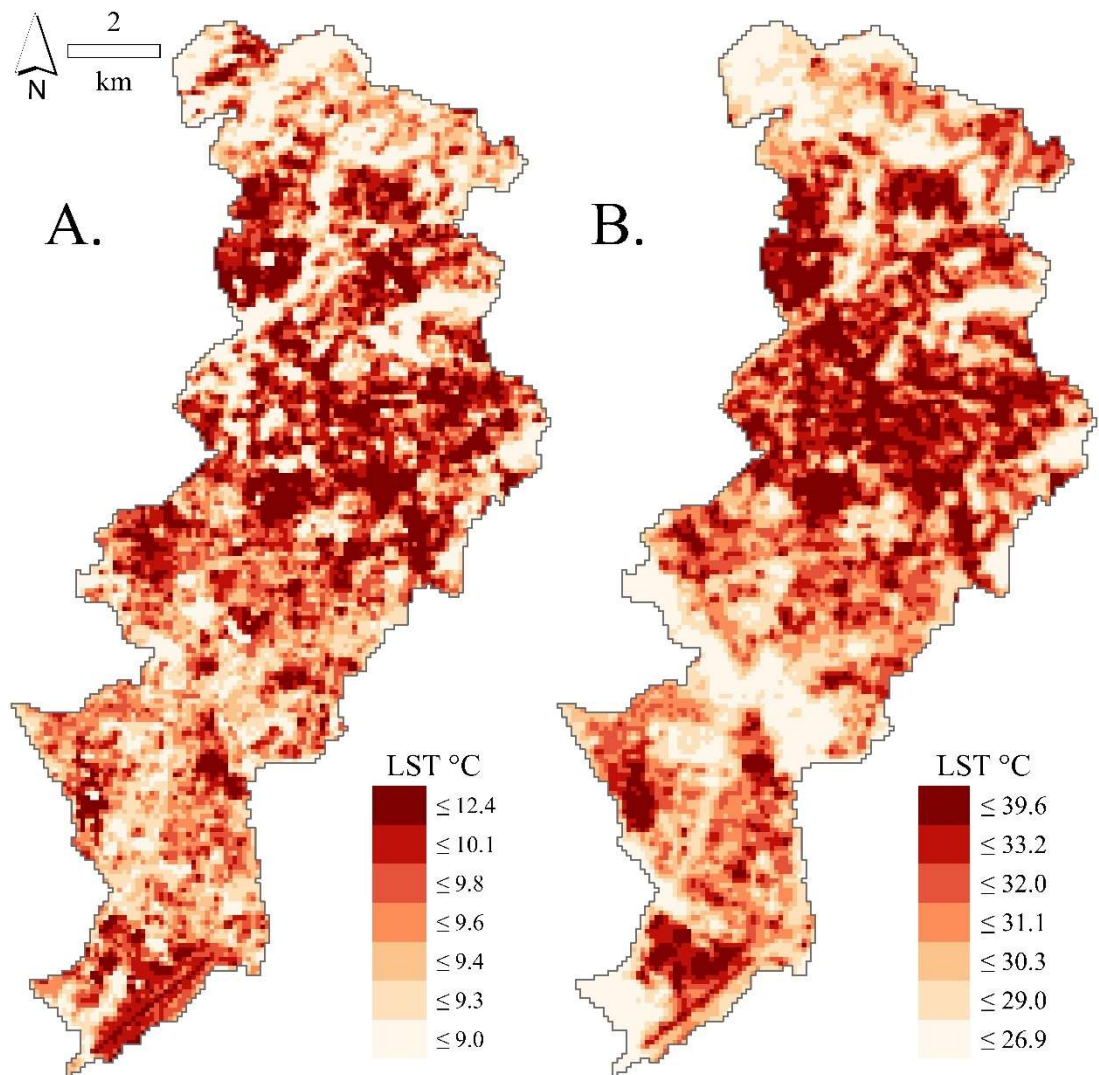 2
km
N
A.
B.
LST °C
≤ 12.4
≤ 10.1
≤ 9.8
≤ 9.6
≤ 9.4
≤ 9.3
≤ 9.0
LST °C
≤ 39.6
≤ 33.2
≤ 32.0
≤ 31.1
≤ 30.3
≤ 29.0
≤ 26.9